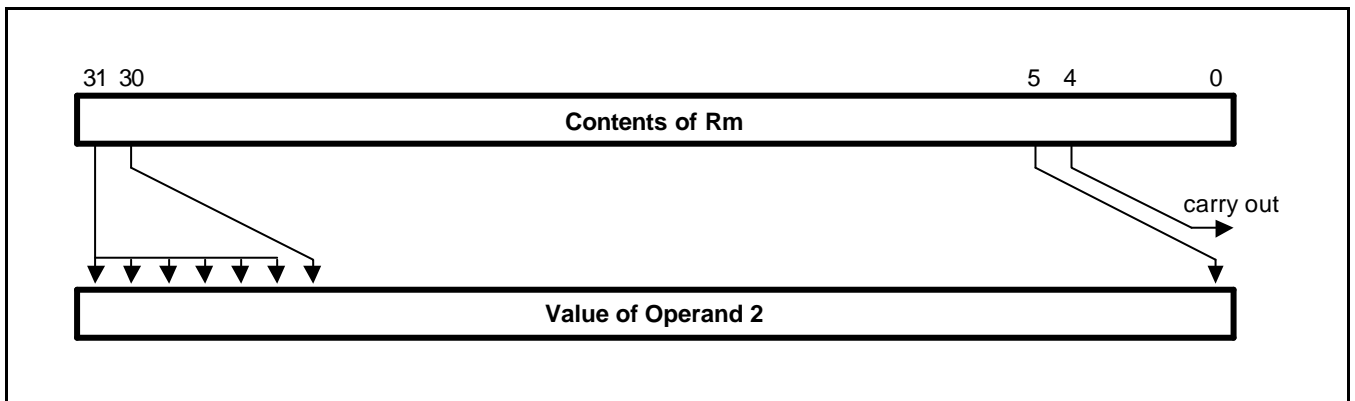 31 30 5 4 0
Contents of Rm
carry out
Value of Operand 2